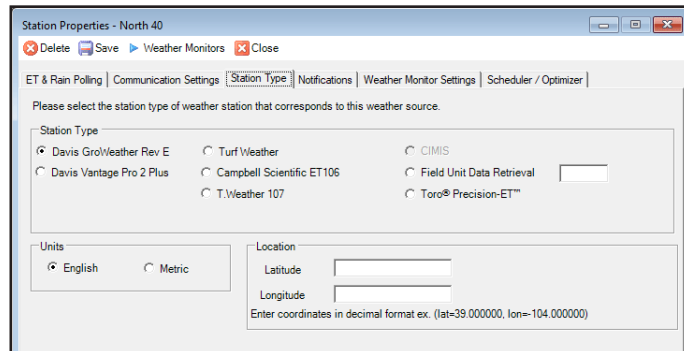 Station Properties - North 40
Delete Save Weather Monitors Close
ET & Rain Polling Communication Settings Station Type Notifications Weather Monitor Settings Scheduler / Optimizer
Please select the station type of weather station that corresponds to this weather source.
Station Type
Davis GroWeather Rev E Turf Weather CIMIS
Davis Vantage Pro 2 Plus Campbell Scientific ET106 Field Unit Data Retrieval
T.Weather 107 Toro® Precision-ET™
Units Location
English Metric Latitude
Longitude
Enter coordinates in decimal format ex. (lat=39.000000, lon=-104.000000)